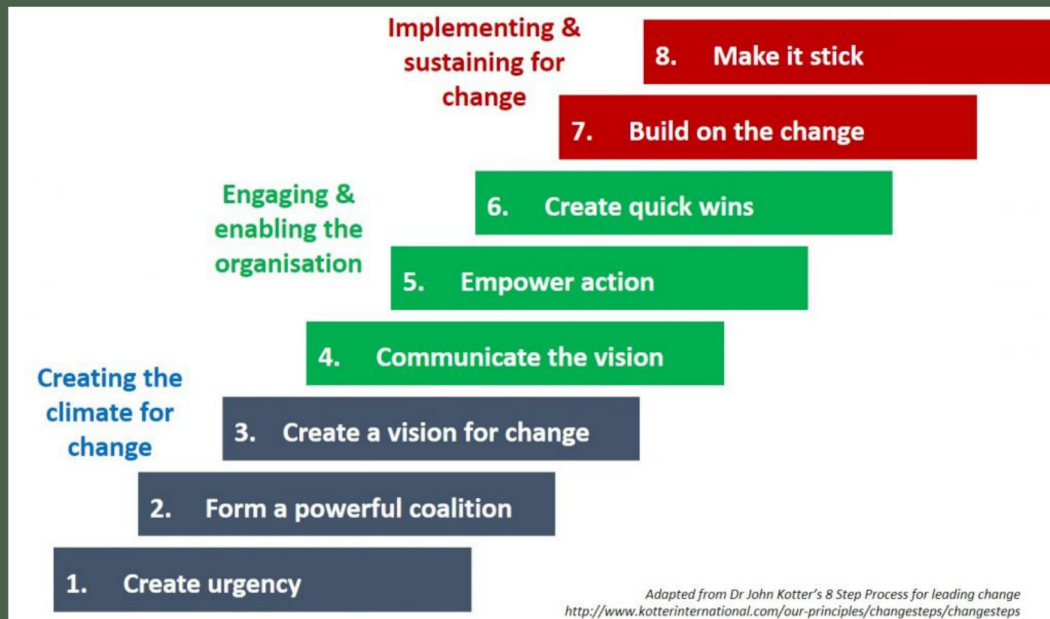 Implementing &
sustaining for
change
8. Make it stick
7. Build on the change
Engaging &
enabling the
organisation
6. Create quick wins
5. Empower action
4. Communicate the vision
Creating the
climate for
change
3. Create a vision for change
2. Form a powerful coalition
1. Create urgency
Adapted from Dr John Kotter's 8 Step Process for leading change
http://www.kotterinternational.com/our-principles/changesteps/changesteps